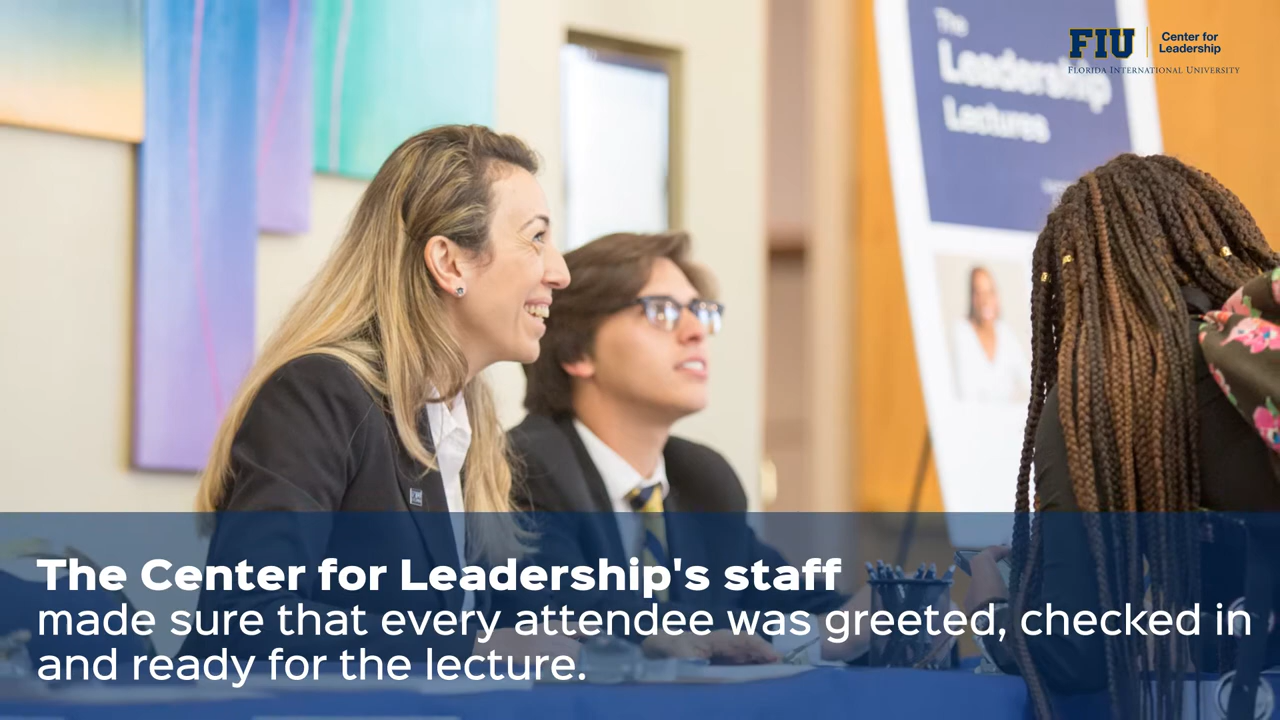 The
Leadership
Lectures
FIU
Center for
Leadership
FLORIDA INTERNATIONAL UNIVERSITY
The Center for Leadership's staff
made sure that every attendee was greeted, checked in
and ready for the lecture.